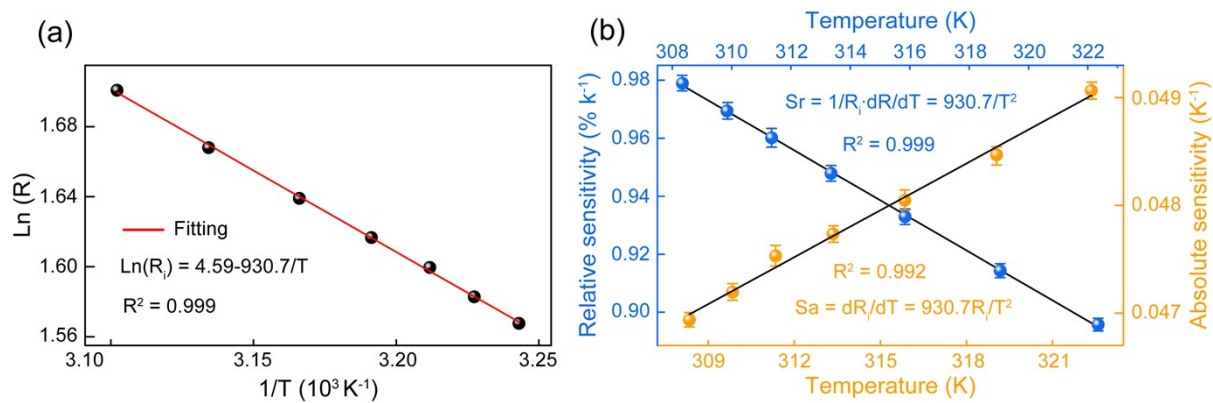 (a)
Ln (R)
1.68
1.64
1.60
1.56
Fitting
Ln(Rᵢ) = 4.59-930.7/T
R² = 0.999
3.10 3.15 3.20 3.25
1/T (10³ K⁻¹)
(b)
Temperature (K)
308 310 311 313 314 316 318 319 320 322
Relative sensitivity (% k⁻¹)
0.98
0.96
0.94
0.92
0.90
Sr = 1/Rᵢ·dR/dT = 930.7/T²
R² = 0.999
R² = 0.992
Sa = dRᵢ/dT = 930.7Rᵢ/T²
0.049
0.048
0.047
Absolute sensitivity (K⁻¹)
309 312 315 318 321
Temperature (K)